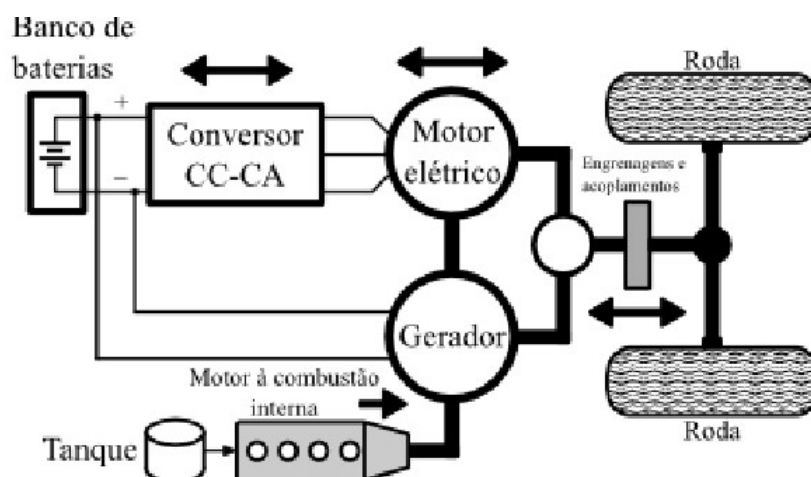 Banco de
baterias
+
Conversor
CC-CA
−
Motor
elétrico
Roda
Engrenagens e
acoplamentos
Gerador
Motor à combustão
interna
Tanque
Roda